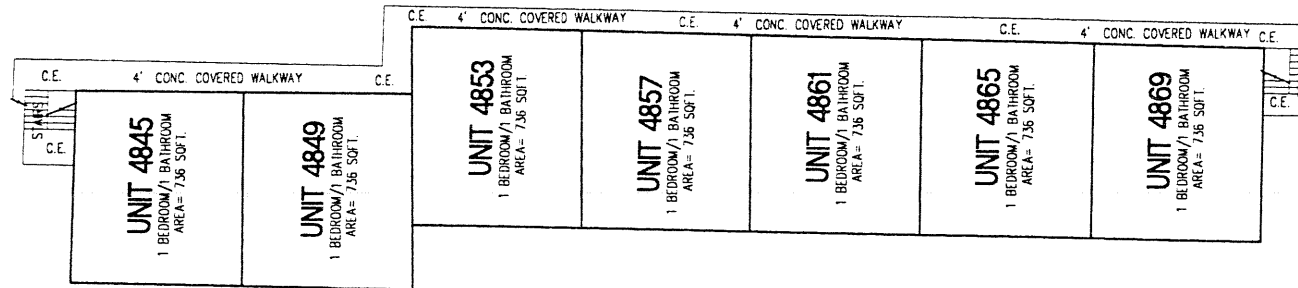 C.E. 4' CONC. COVERED WALKWAY C.E. 4' CONC. COVERED WALKWAY C.E. 4' CONC. COVERED WALKWAY C.E.
C.E. 4' CONC. COVERED WALKWAY C.E.
STAIRS
C.E.
C.E.
UNIT 4845
1 BEDROOM/1 BATHROOM
AREA= 736 SQFT.
UNIT 4849
1 BEDROOM/1 BATHROOM
AREA= 736 SQFT.
UNIT 4853
1 BEDROOM/1 BATHROOM
AREA= 736 SQFT.
UNIT 4857
1 BEDROOM/1 BATHROOM
AREA= 736 SQFT.
UNIT 4861
1 BEDROOM/1 BATHROOM
AREA= 736 SQFT.
UNIT 4865
1 BEDROOM/1 BATHROOM
AREA= 736 SQFT.
UNIT 4869
1 BEDROOM/1 BATHROOM
AREA= 736 SQFT.